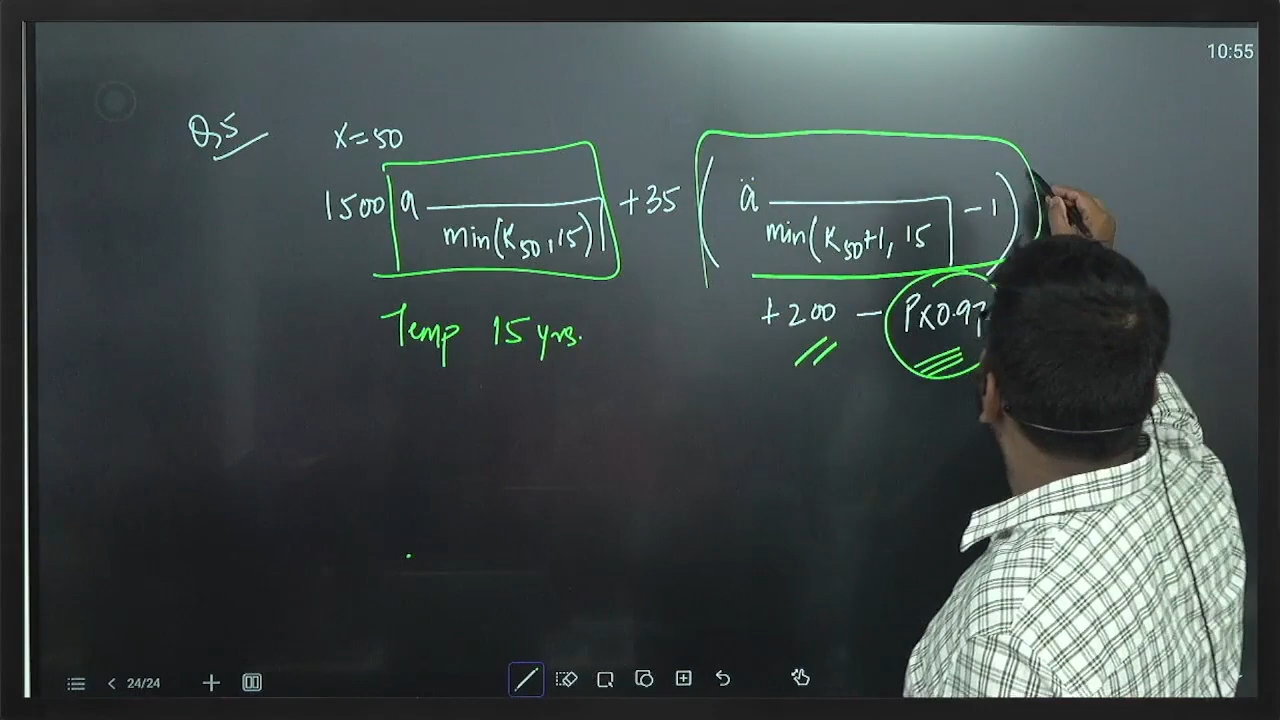 10:55
Q5 x=50
1500 a min(K50, 15) + 35 ( ä min(K50+1, 15 - 1 )
+ 200 - P×0.97
Temp 15 yrs.
24/24